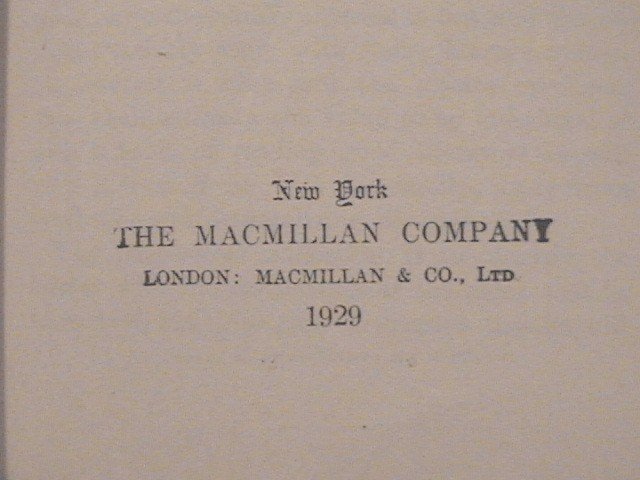 New York
THE MACMILLAN COMPANY
LONDON: MACMILLAN & CO., LTD
1929